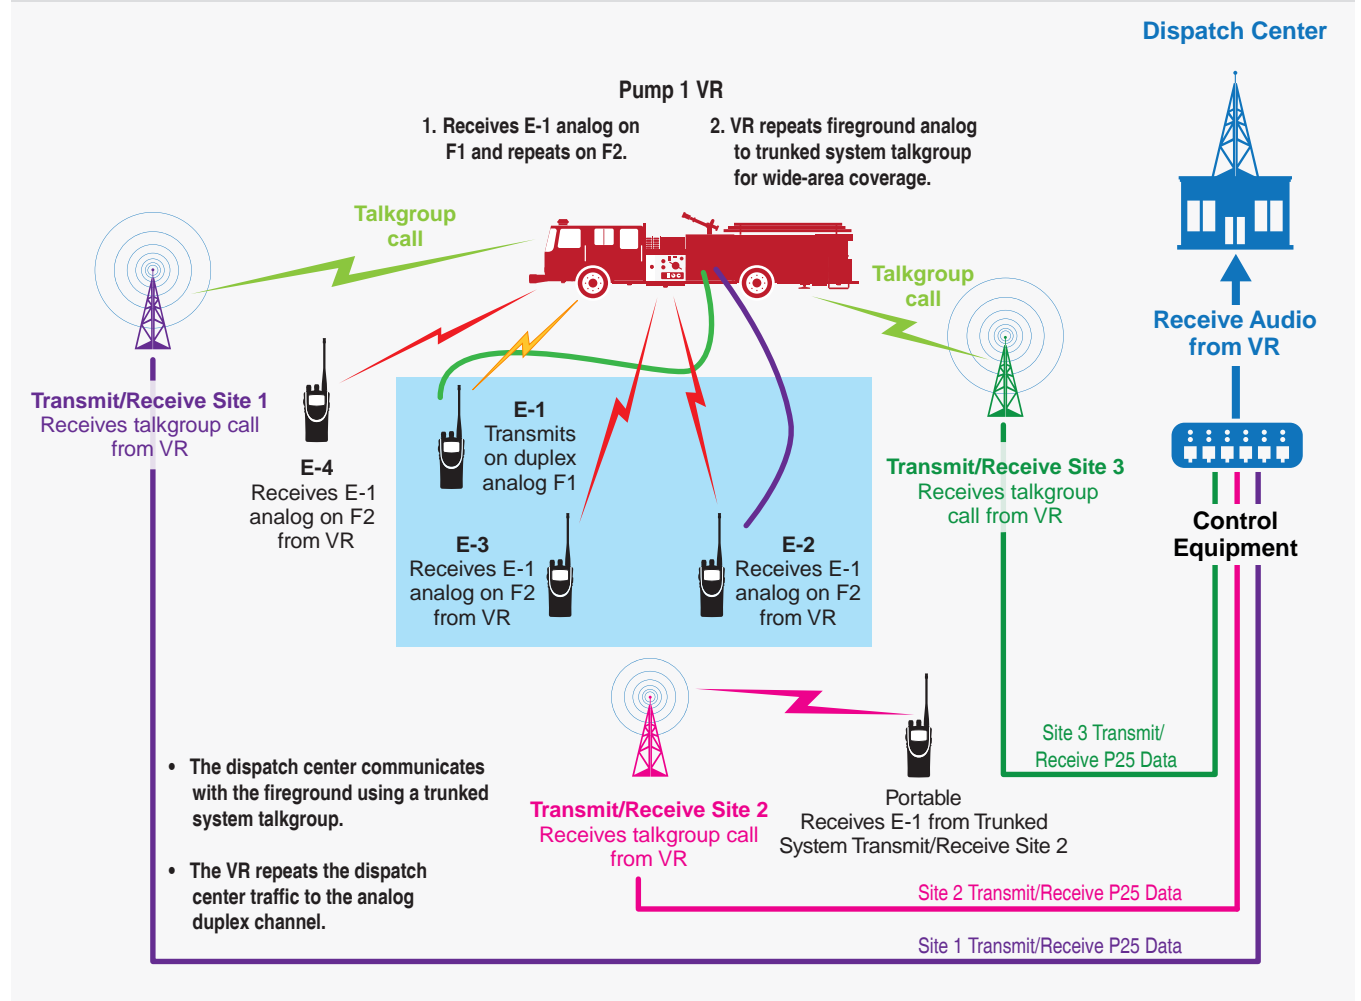 Dispatch Center
Pump 1 VR
1. Receives E-1 analog on
F1 and repeats on F2.
2. VR repeats fireground analog
to trunked system talkgroup
for wide-area coverage.
Talkgroup
call
Talkgroup
call
Receive Audio
from VR
Transmit/Receive Site 1
Receives talkgroup call
from VR
E-4
Receives E-1
analog on F2
from VR
E-1
Transmits
on duplex
analog F1
E-3
Receives E-1
analog on F2
from VR
E-2
Receives E-1
analog on F2
from VR
Transmit/Receive Site 3
Receives talkgroup
call from VR
Control
Equipment
Site 3 Transmit/
Receive P25 Data
• The dispatch center communicates
with the fireground using a trunked
system talkgroup.
• The VR repeats the dispatch
center traffic to the analog
duplex channel.
Transmit/Receive Site 2
Receives talkgroup call
from VR
Portable
Receives E-1 from Trunked
System Transmit/Receive Site 2
Site 2 Transmit/Receive P25 Data
Site 1 Transmit/Receive P25 Data